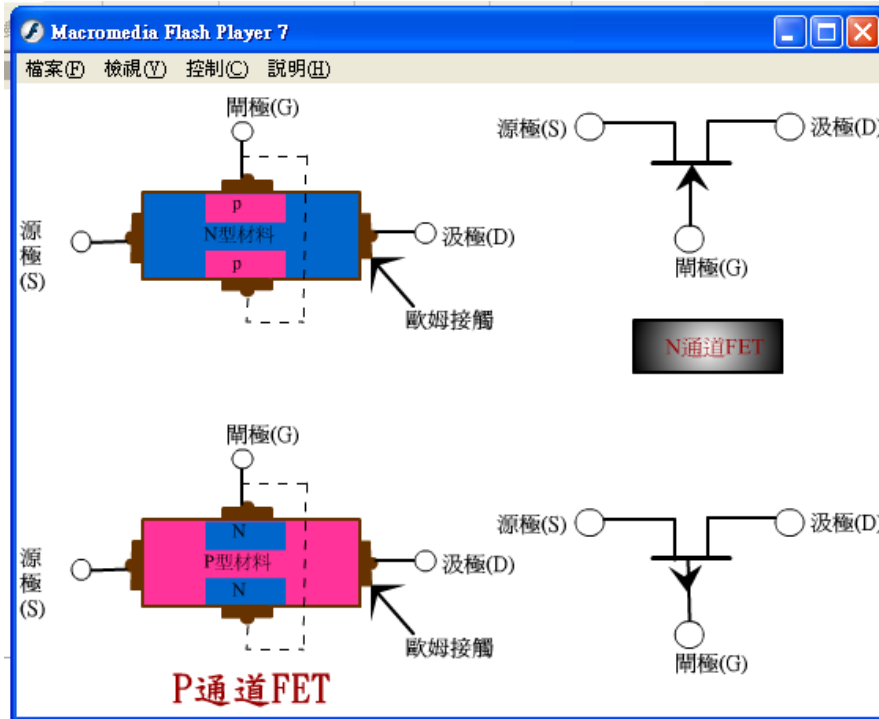 Macromedia Flash Player 7
檔案(F) 檢視(V) 控制(C) 說明(H)
閘極(G)
p
N型材料
p
源極(S)
汲極(D)
歐姆接觸
源極(S)
汲極(D)
閘極(G)
N通道FET
閘極(G)
N
P型材料
N
源極(S)
汲極(D)
歐姆接觸
P通道FET
源極(S)
汲極(D)
閘極(G)